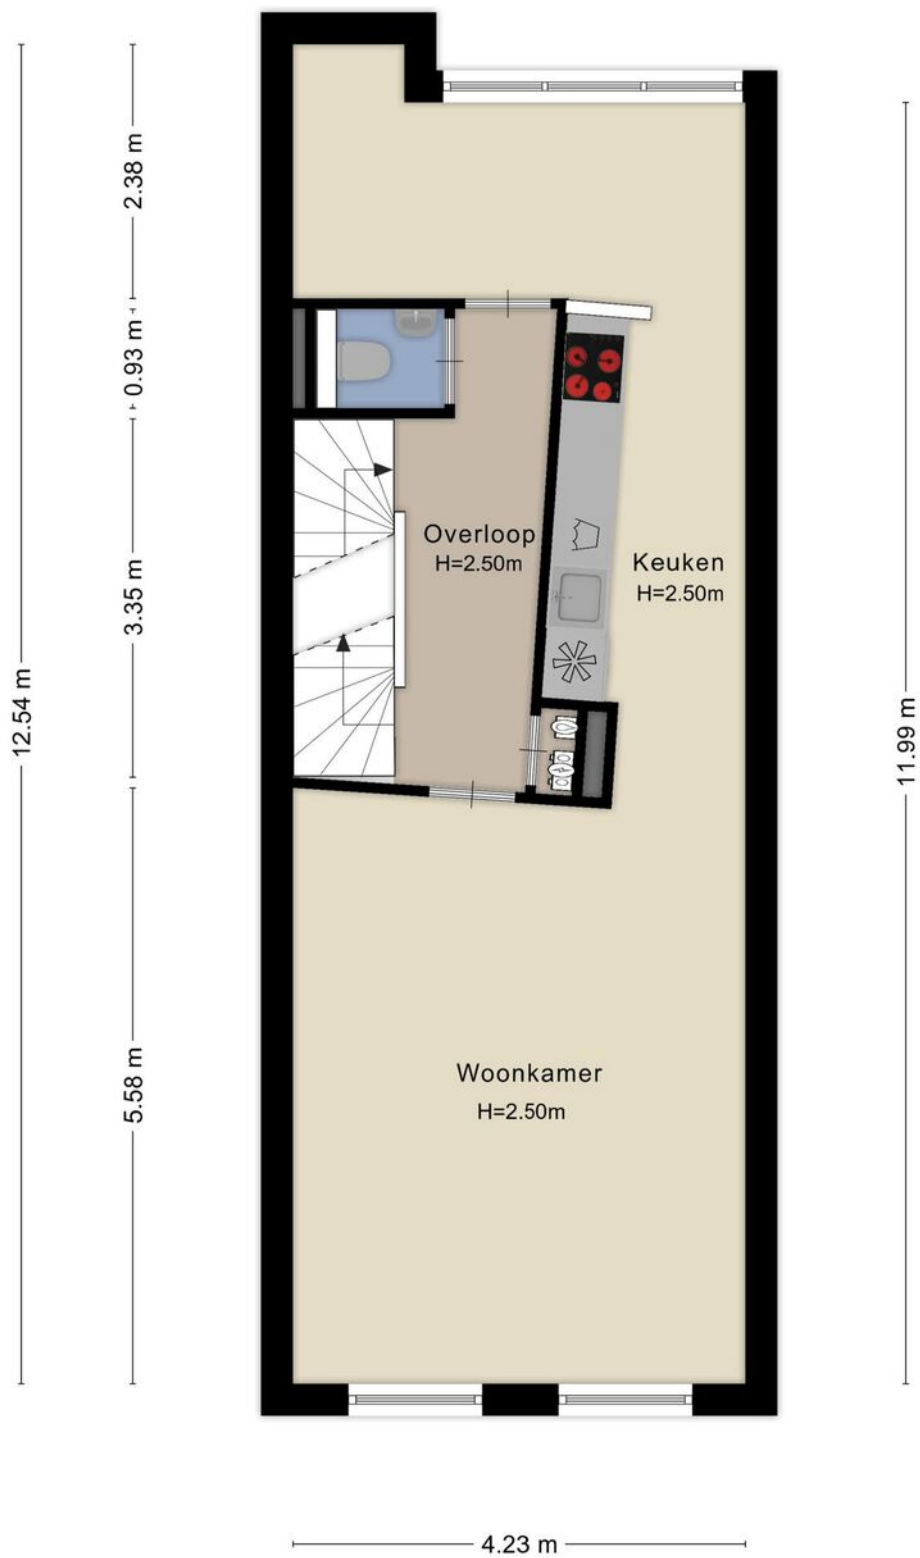 2.38 m
0.93 m
Overloop
H=2.50m
Keuken
H=2.50m
3.35 m
12.54 m
11.99 m
5.58 m
Woonkamer
H=2.50m
4.23 m